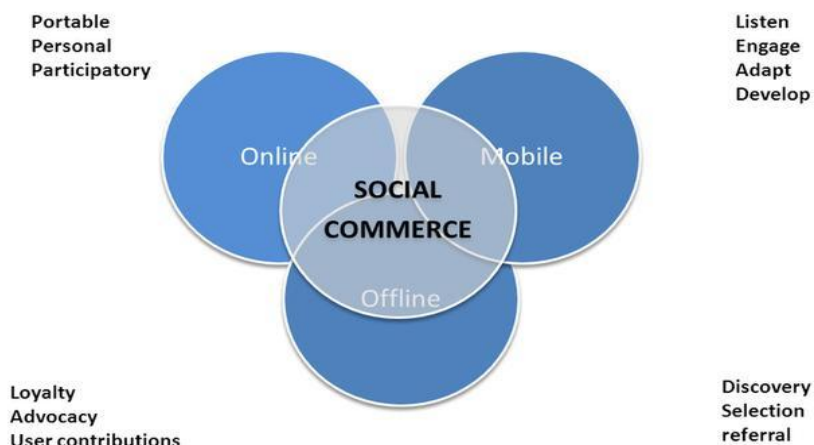 Portable
Personal
Participatory
Listen
Engage
Adapt
Develop
Online
Mobile
SOCIAL
COMMERCE
Offline
Loyalty
Advocacy
User contributions
Discovery
Selection
referral